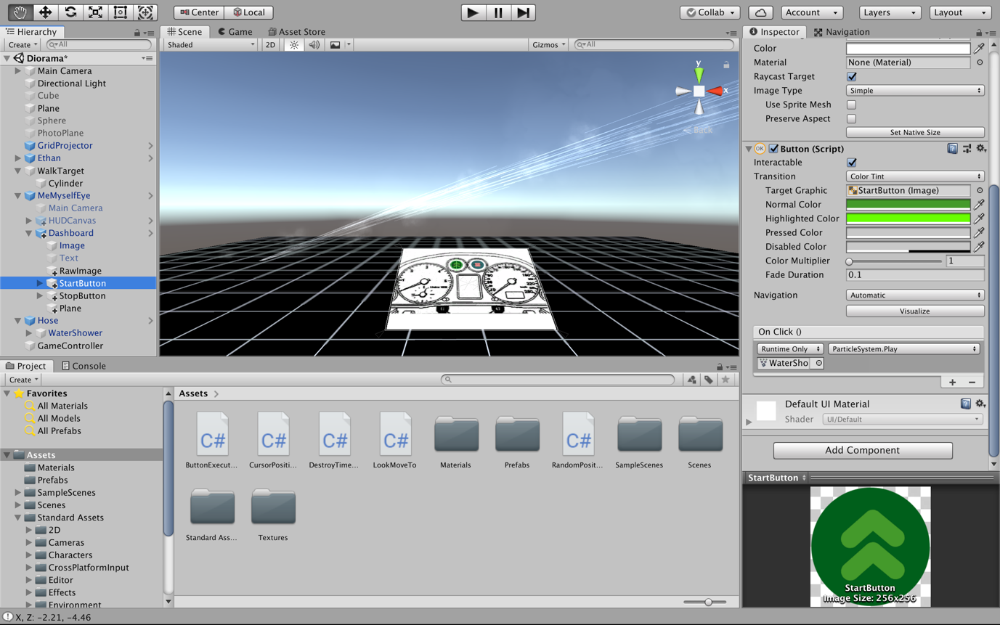 Center Local Collab Account Layers Layout
Hierarchy
Create All
Diorama*
Main Camera
Directional Light
Cube
Plane
Sphere
PhotoPlane
GridProjector
Ethan
WalkTarget
Cylinder
MeMyselfEye
Main Camera
HUDCanvas
Dashboard
Image
Text
RawImage
StartButton
StopButton
Plane
Hose
WaterShower
GameController
Scene Game Asset Store
Shaded 2D Gizmos All
y
x
Back
Project Console
Create
Favorites
All Materials
All Models
All Prefabs
Assets
Materials
Prefabs
SampleScenes
Scenes
Standard Assets
2D
Cameras
Characters
CrossPlatformInput
Editor
Effects
Environment
Assets
C# C# C# C# C#
ButtonExecut... CursorPositi... DestroyTime... LookMoveTo Materials Prefabs RandomPosit... SampleScenes Scenes
Standard Ass... Textures
Inspector Navigation
Color
Material None (Material)
Raycast Target
Image Type Simple
Use Sprite Mesh
Preserve Aspect
Set Native Size
OK Button (Script)
Interactable
Transition Color Tint
Target Graphic StartButton (Image)
Normal Color
Highlighted Color
Pressed Color
Disabled Color
Color Multiplier 1
Fade Duration 0.1
Navigation Automatic
Visualize
On Click ()
Runtime Only ParticleSystem.Play
WaterSho
Default UI Material
Shader UI/Default
Add Component
StartButton
StartButton
Image Size: 256x256
X, Z: -2.21, -4.46